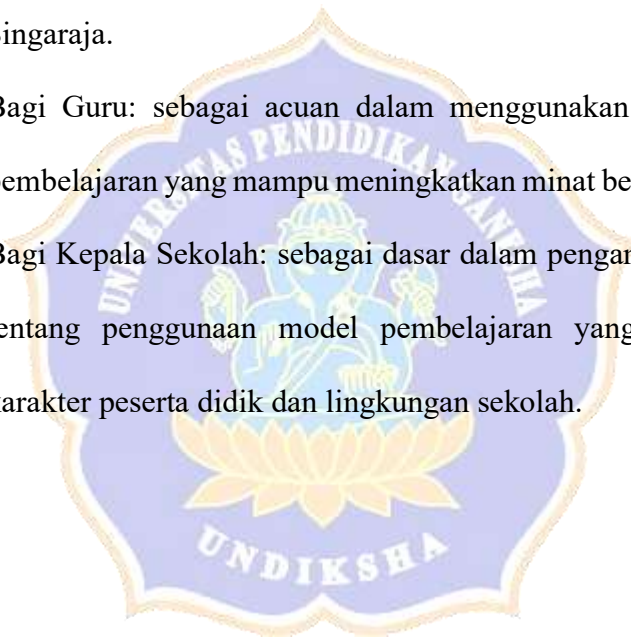 Singaraja.
Bagi Guru: sebagai acuan dalam menggunakan
pembelajaran yang mampu meningkatkan minat be
Bagi Kepala Sekolah: sebagai dasar dalam pengam
tentang penggunaan model pembelajaran yang
karakter peserta didik dan lingkungan sekolah.
UNIVERSITAS PENDIDIKAN GANESHA
UNDIKSHA